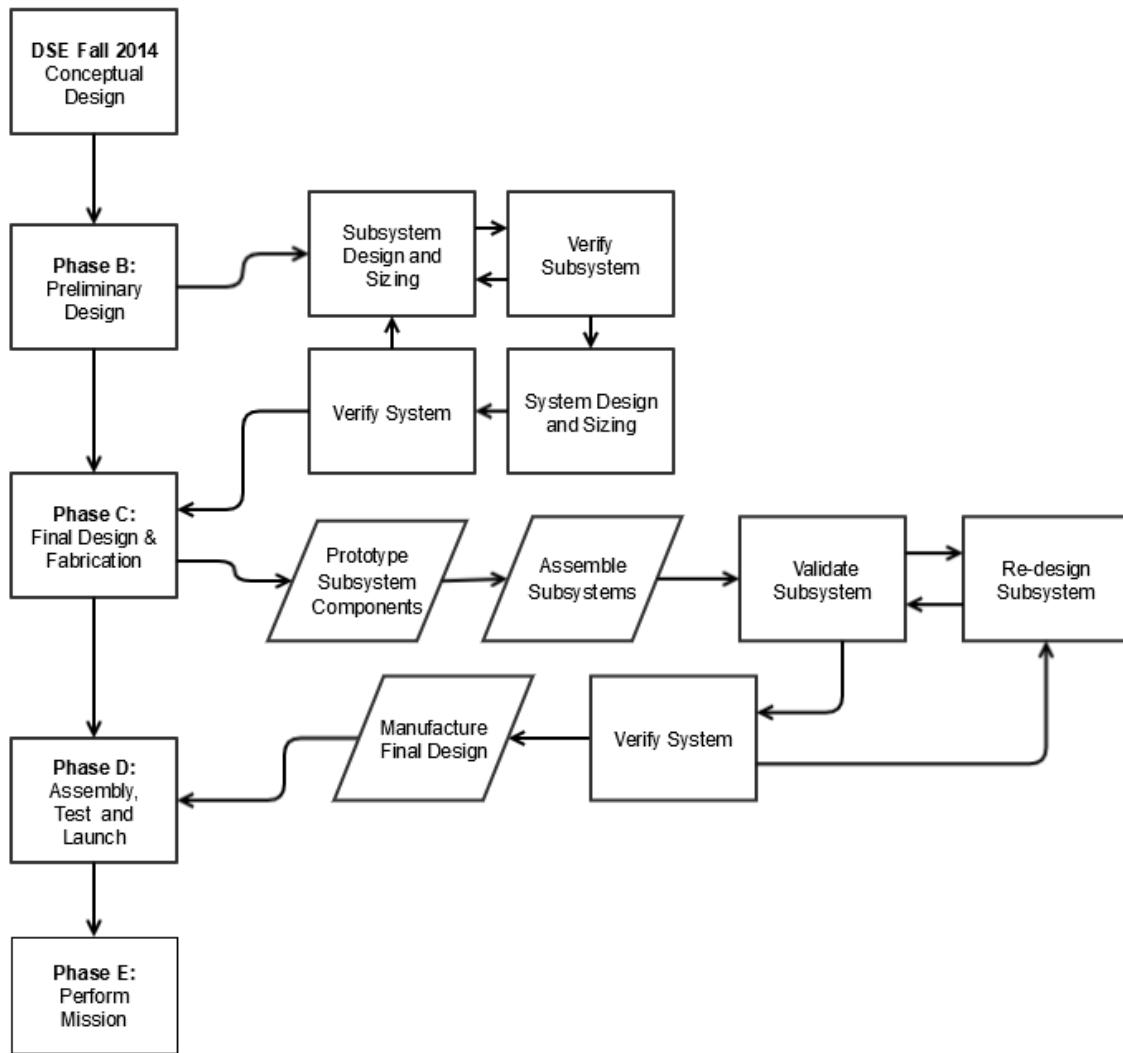 DSE Fall 2014
Conceptual
Design
Phase B:
Preliminary
Design
Subsystem
Design and
Sizing
Verify
Subsystem
Verify System
System Design
and Sizing
Phase C:
Final Design &
Fabrication
Prototype
Subsystem
Components
Assemble
Subsystems
Validate
Subsystem
Re-design
Subsystem
Manufacture
Final Design
Verify System
Phase D:
Assembly,
Test and
Launch
Phase E:
Perform
Mission